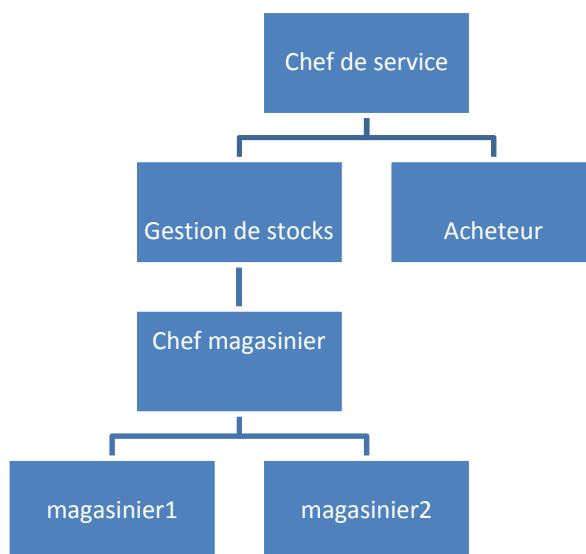 Chef de service
Gestion de stocks
Acheteur
Chef magasinier
magasinier1
magasinier2